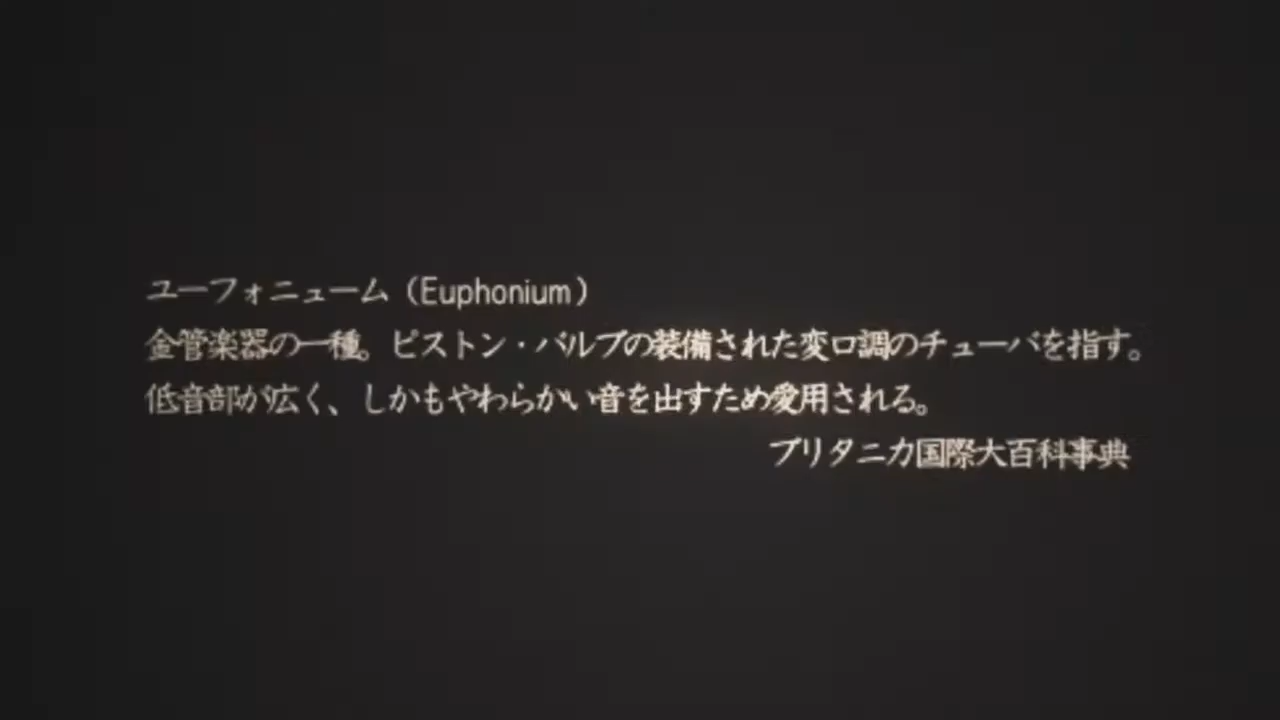 ユーフォニューム（Euphonium）
金管楽器の一種。ピストン・バルブの装備された変ロ調のチューバを指す。
低音部が広く、しかもやわらかい音を出すため愛用される。
ブリタニカ国際大百科事典